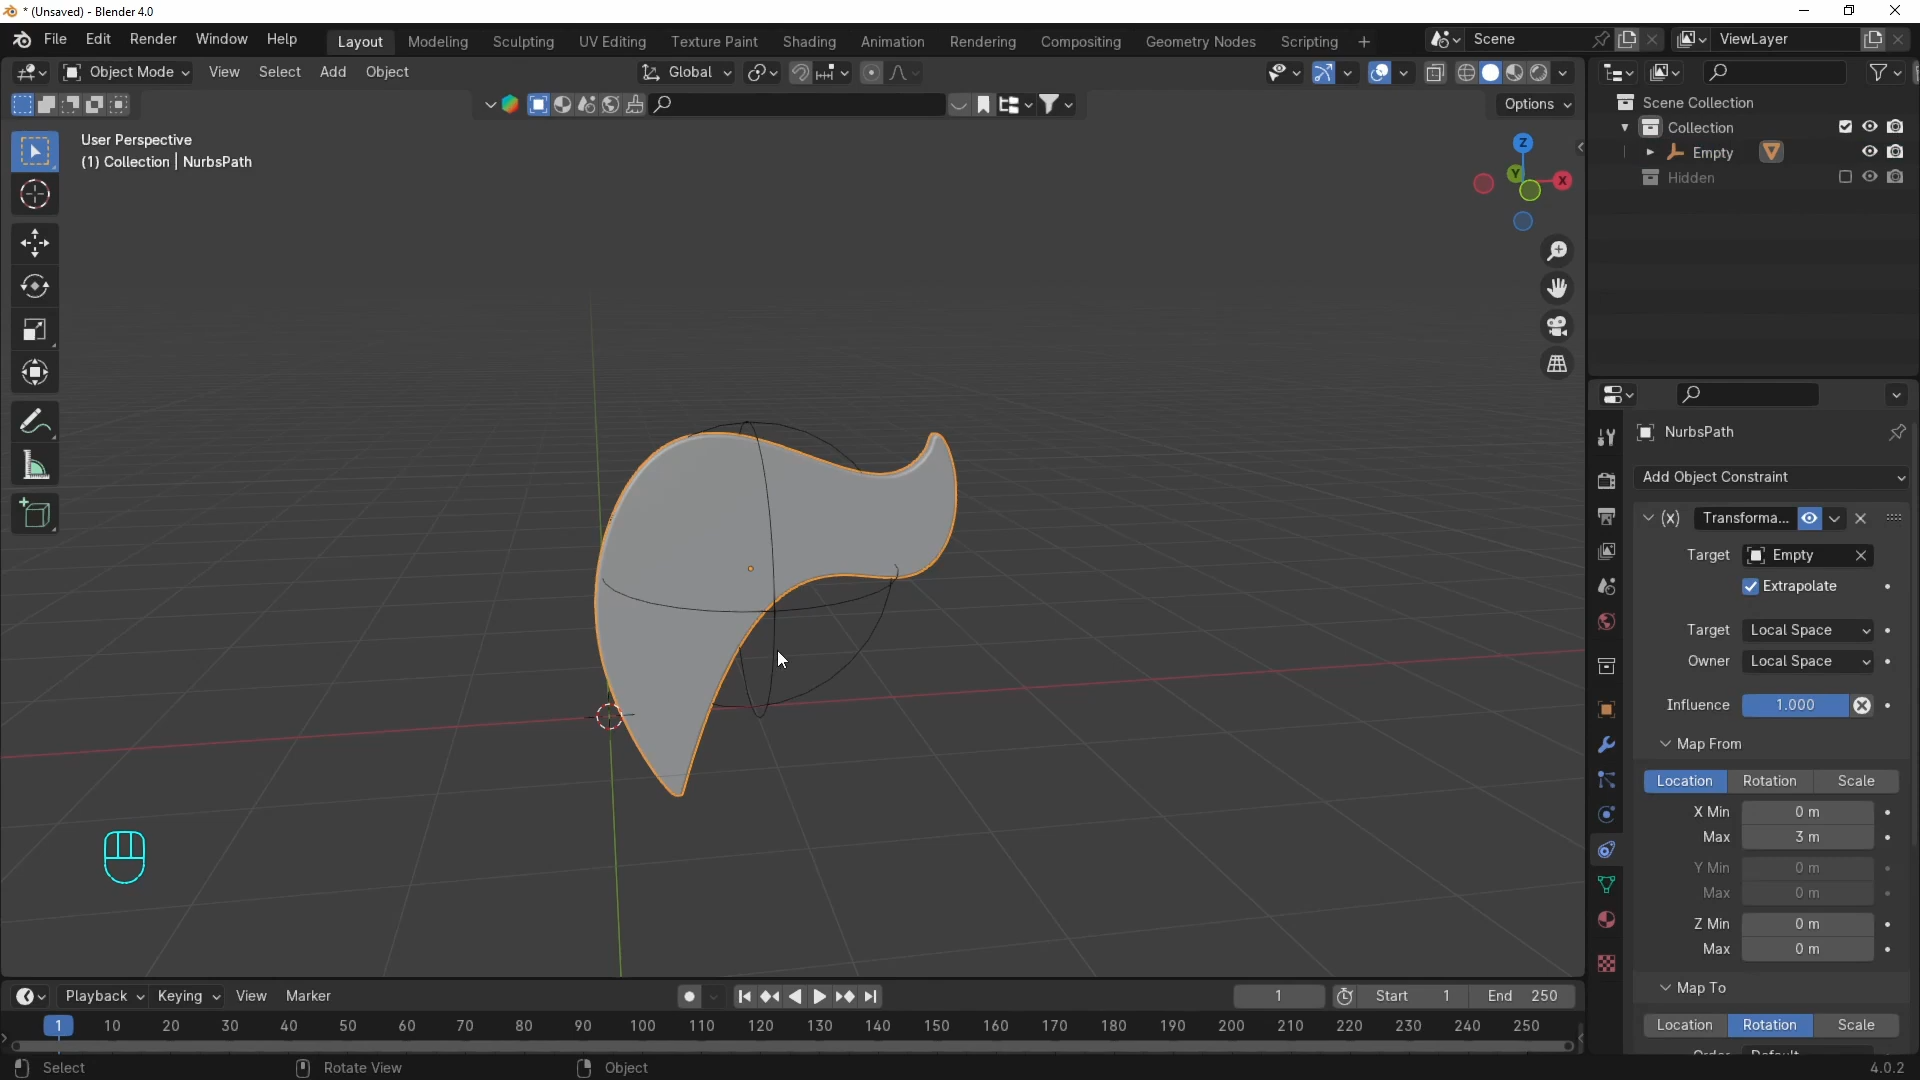 * (Unsaved) - Blender 4.0
File Edit Render Window Help
Layout Modeling Sculpting UV Editing Texture Paint Shading Animation Rendering Compositing Geometry Nodes Scripting +
Scene
ViewLayer
Object Mode View Select Add Object
Global
Options
User Perspective
(1) Collection | NurbsPath
Z
Y
X
Scene Collection
Collection
Empty
Hidden
NurbsPath
Add Object Constraint
(x) Transforma...
Target Empty
Extrapolate
Target Local Space
Owner Local Space
Influence 1.000
Map From
Location Rotation Scale
X Min 0 m
Max 3 m
Y Min 0 m
Max 0 m
Z Min 0 m
Max 0 m
Map To
Location Rotation Scale
Order Default
Playback Keying View Marker
1
Start 1
End 250
1 10 20 30 40 50 60 70 80 90 100 110 120 130 140 150 160 170 180 190 200 210 220 230 240 250
Select Rotate View Object
4.0.2